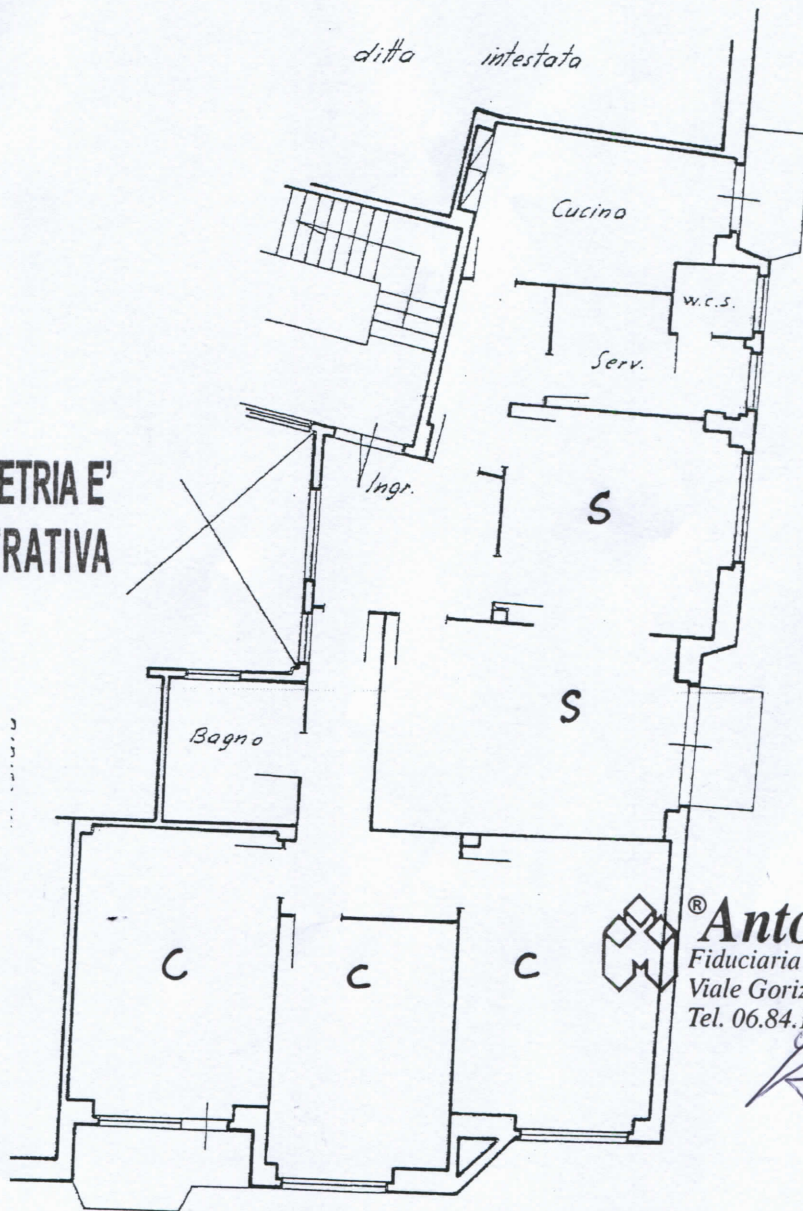 ditta intestata
Cucina
w.c.s.
Serv.
ETRIA E'
RATIVA
Ingr.
S
S
Bagno
C
C
C
®Anto
Fiduciaria
Viale Goriz
Tel. 06.84.